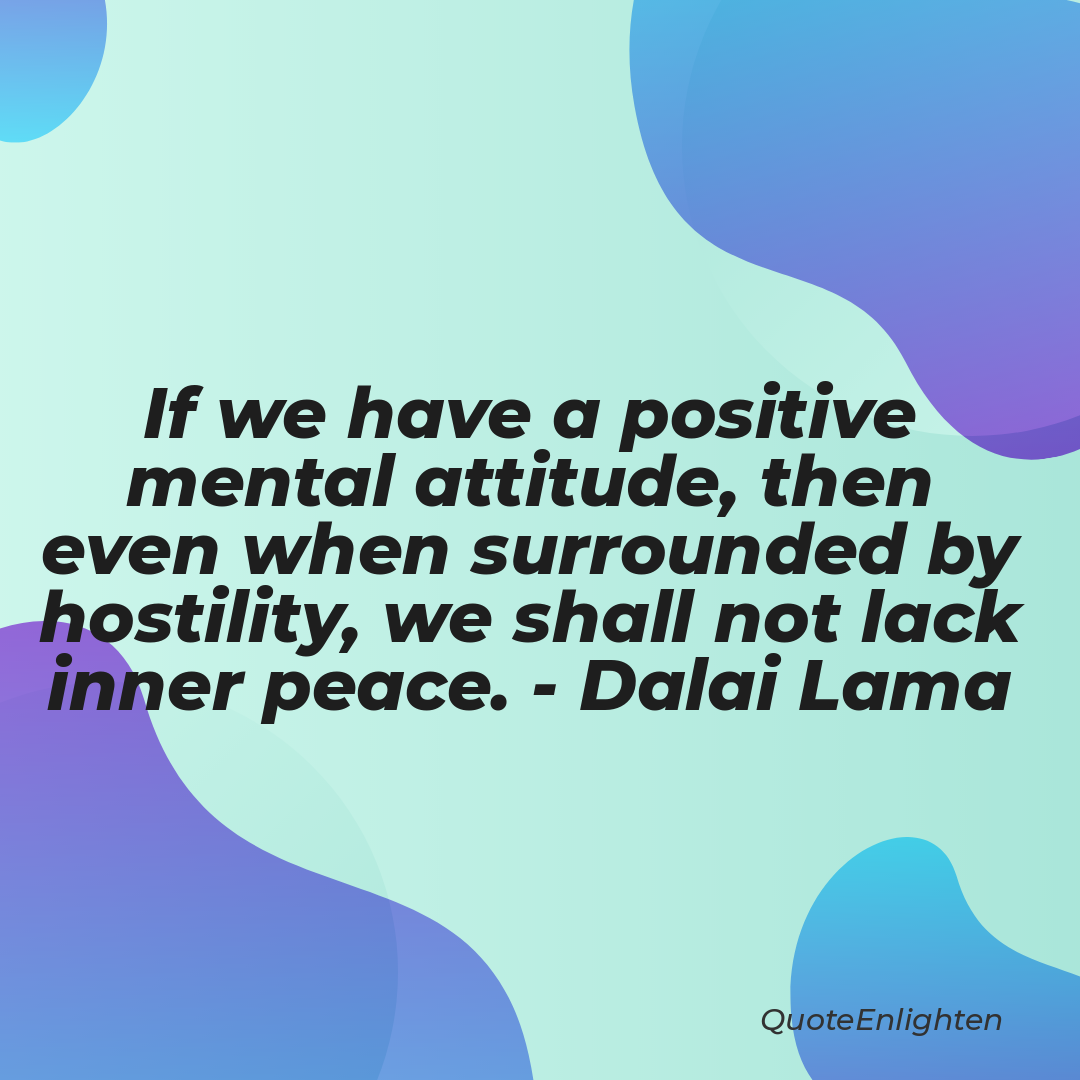 If we have a positive
mental attitude, then
even when surrounded by
hostility, we shall not lack
inner peace. - Dalai Lama
QuoteEnlighten